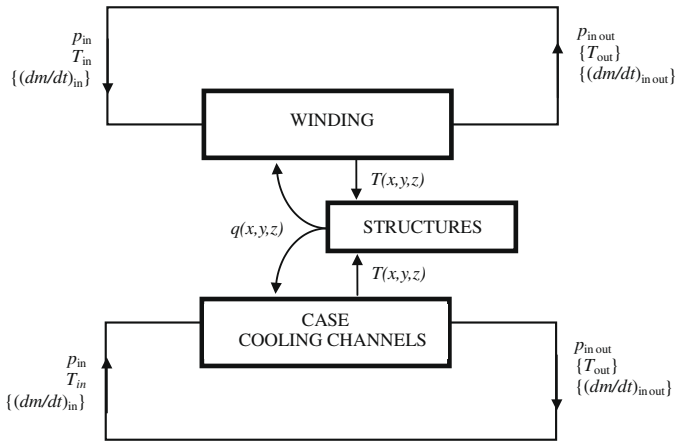 p_in
T_in
{(dm/dt)_in}
p_in out
{T_out}
{(dm/dt)_in out}
WINDING
T(x,y,z)
q(x,y,z)
STRUCTURES
T(x,y,z)
CASE
COOLING CHANNELS
p_in
T_in
{(dm/dt)_in}
p_in out
{T_out}
{(dm/dt)_in out}